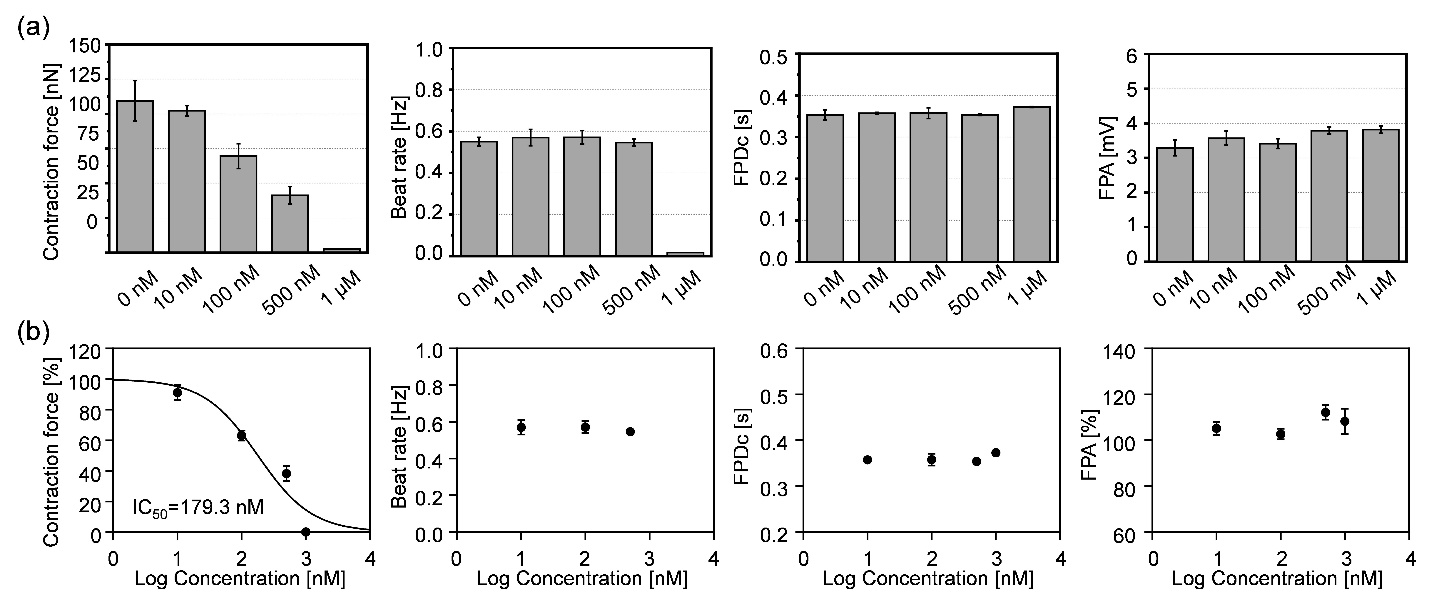 (a)
Contraction force [nN]
150
125
100
75
50
25
0
0 nM
10 nM
100 nM
500 nM
1 µM
Beat rate [Hz]
1.0
0.8
0.6
0.4
0.2
0.0
0 nM
10 nM
100 nM
500 nM
1 µM
FPDc [s]
0.5
0.4
0.3
0.2
0.1
0.0
0 nM
10 nM
100 nM
500 nM
1 µM
FPA [mV]
6
5
4
3
2
1
0
0 nM
10 nM
100 nM
500 nM
1 µM
(b)
Contraction force [%]
120
100
80
60
40
20
0
IC50=179.3 nM
0 1 2 3 4
Log Concentration [nM]
Beat rate [Hz]
1.0
0.8
0.6
0.4
0.2
0.0
0 1 2 3 4
Log Concentration [nM]
FPDc [s]
0.6
0.5
0.4
0.3
0.2
0 1 2 3 4
Log Concentration [nM]
FPA [%]
140
120
100
80
60
0 1 2 3 4
Log Concentration [nM]